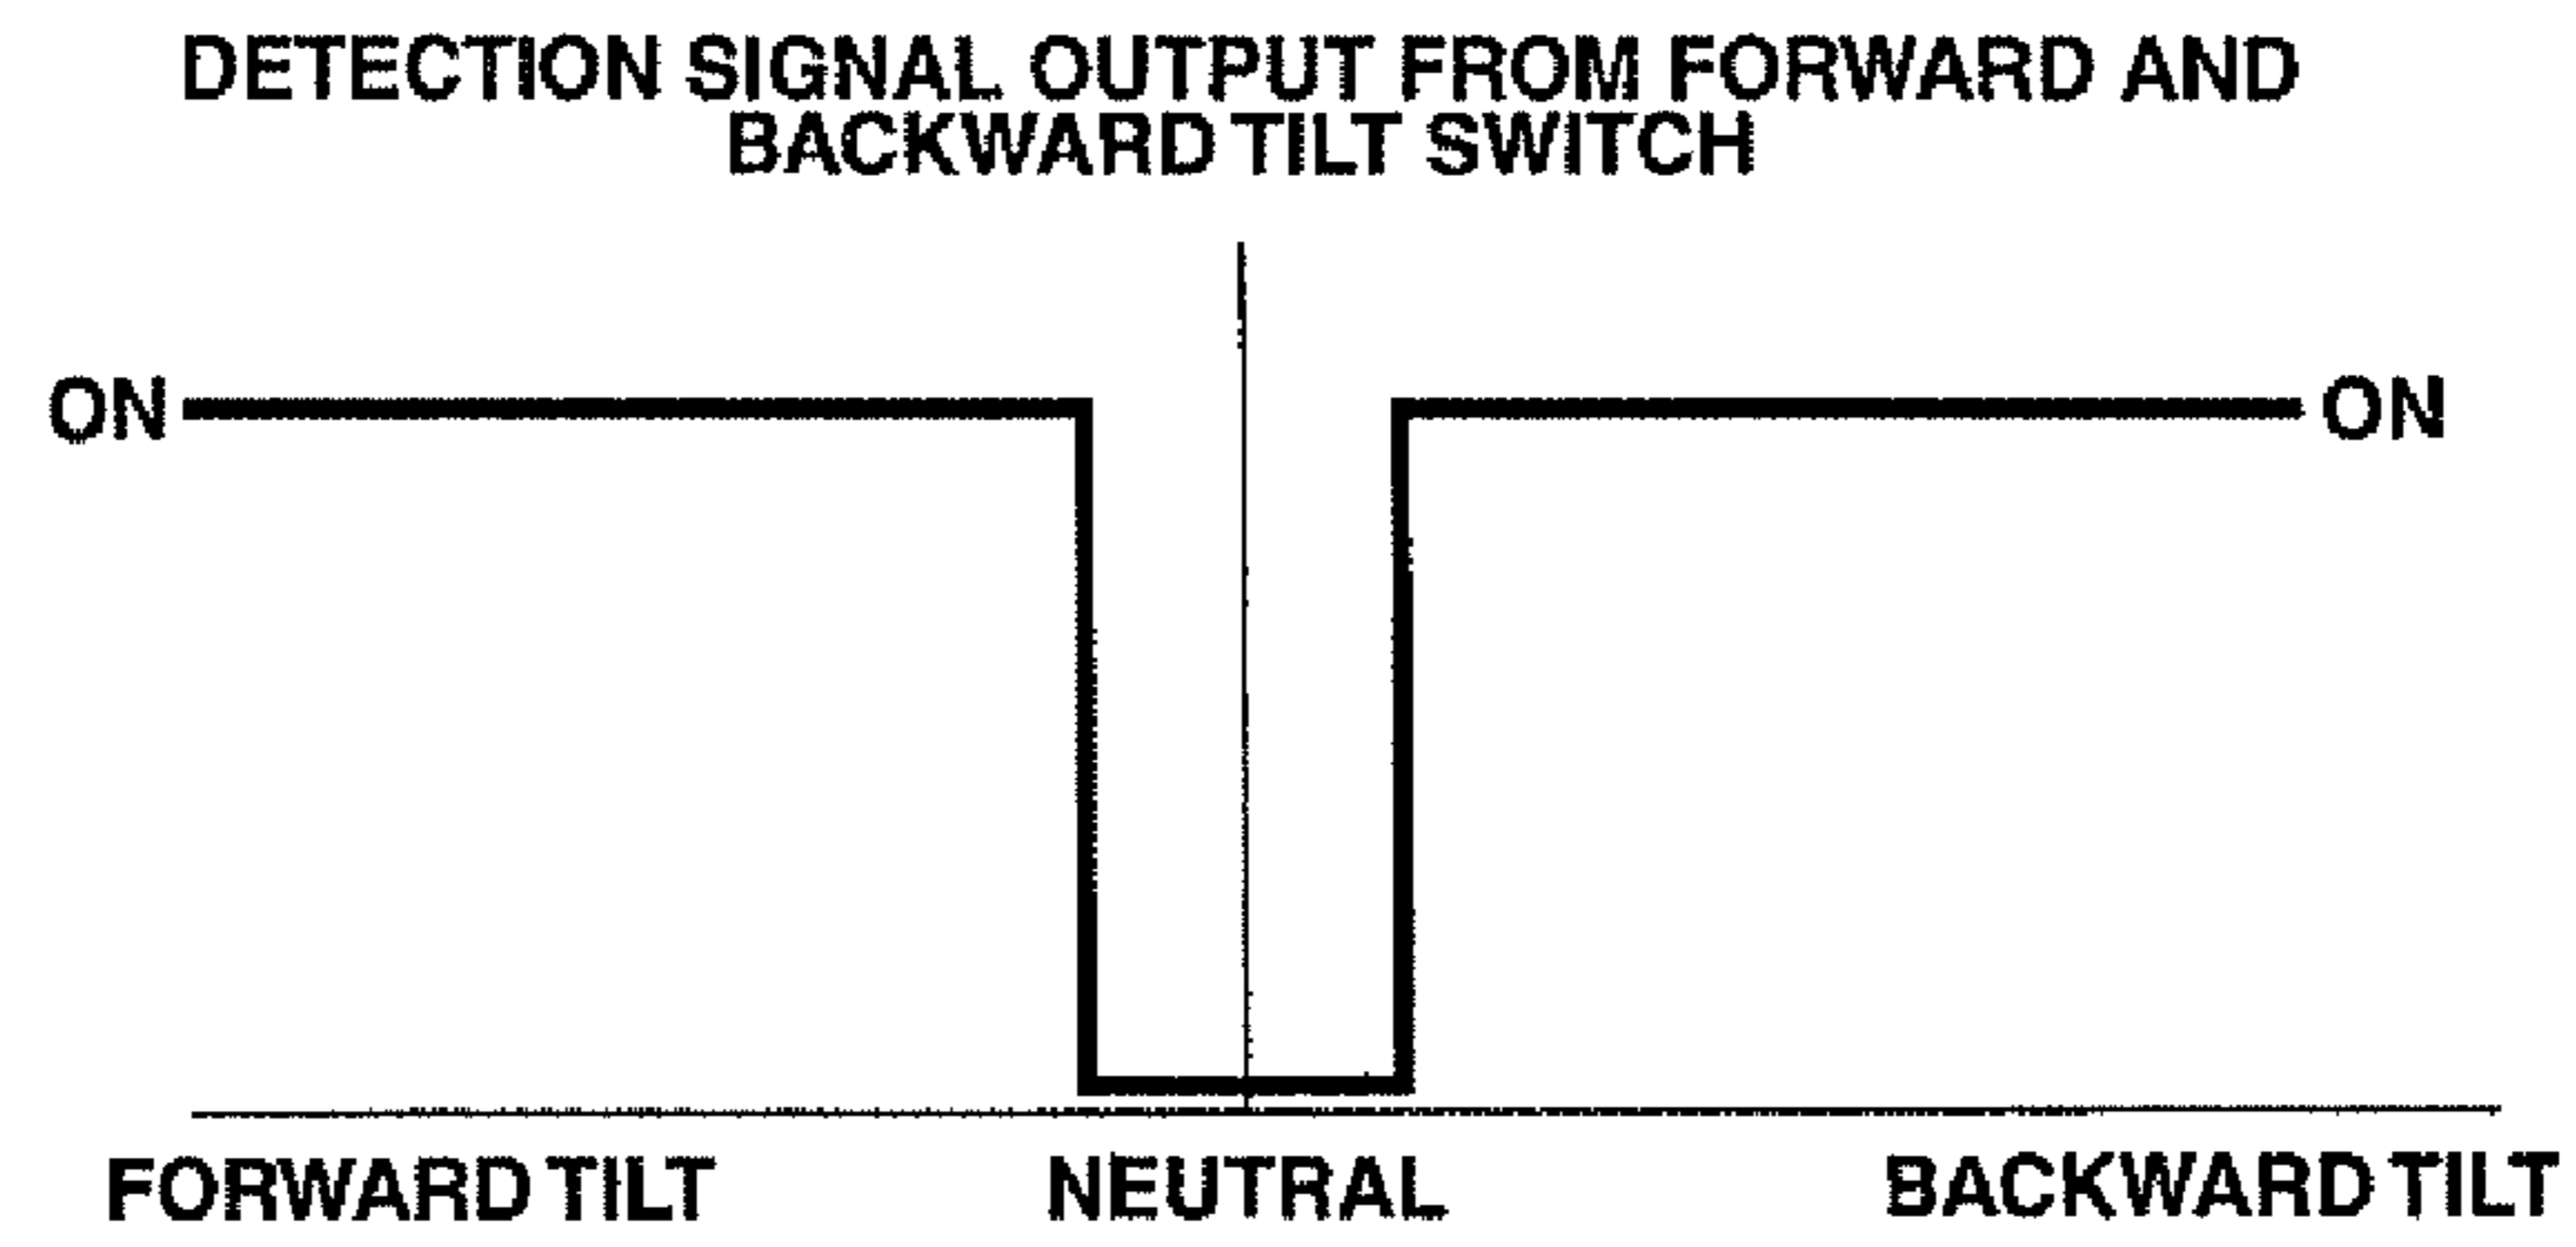 DETECTION SIGNAL OUTPUT FROM FORWARD AND
BACKWARD TILT SWITCH
ON
ON
FORWARD TILT
NEUTRAL
BACKWARD TILT